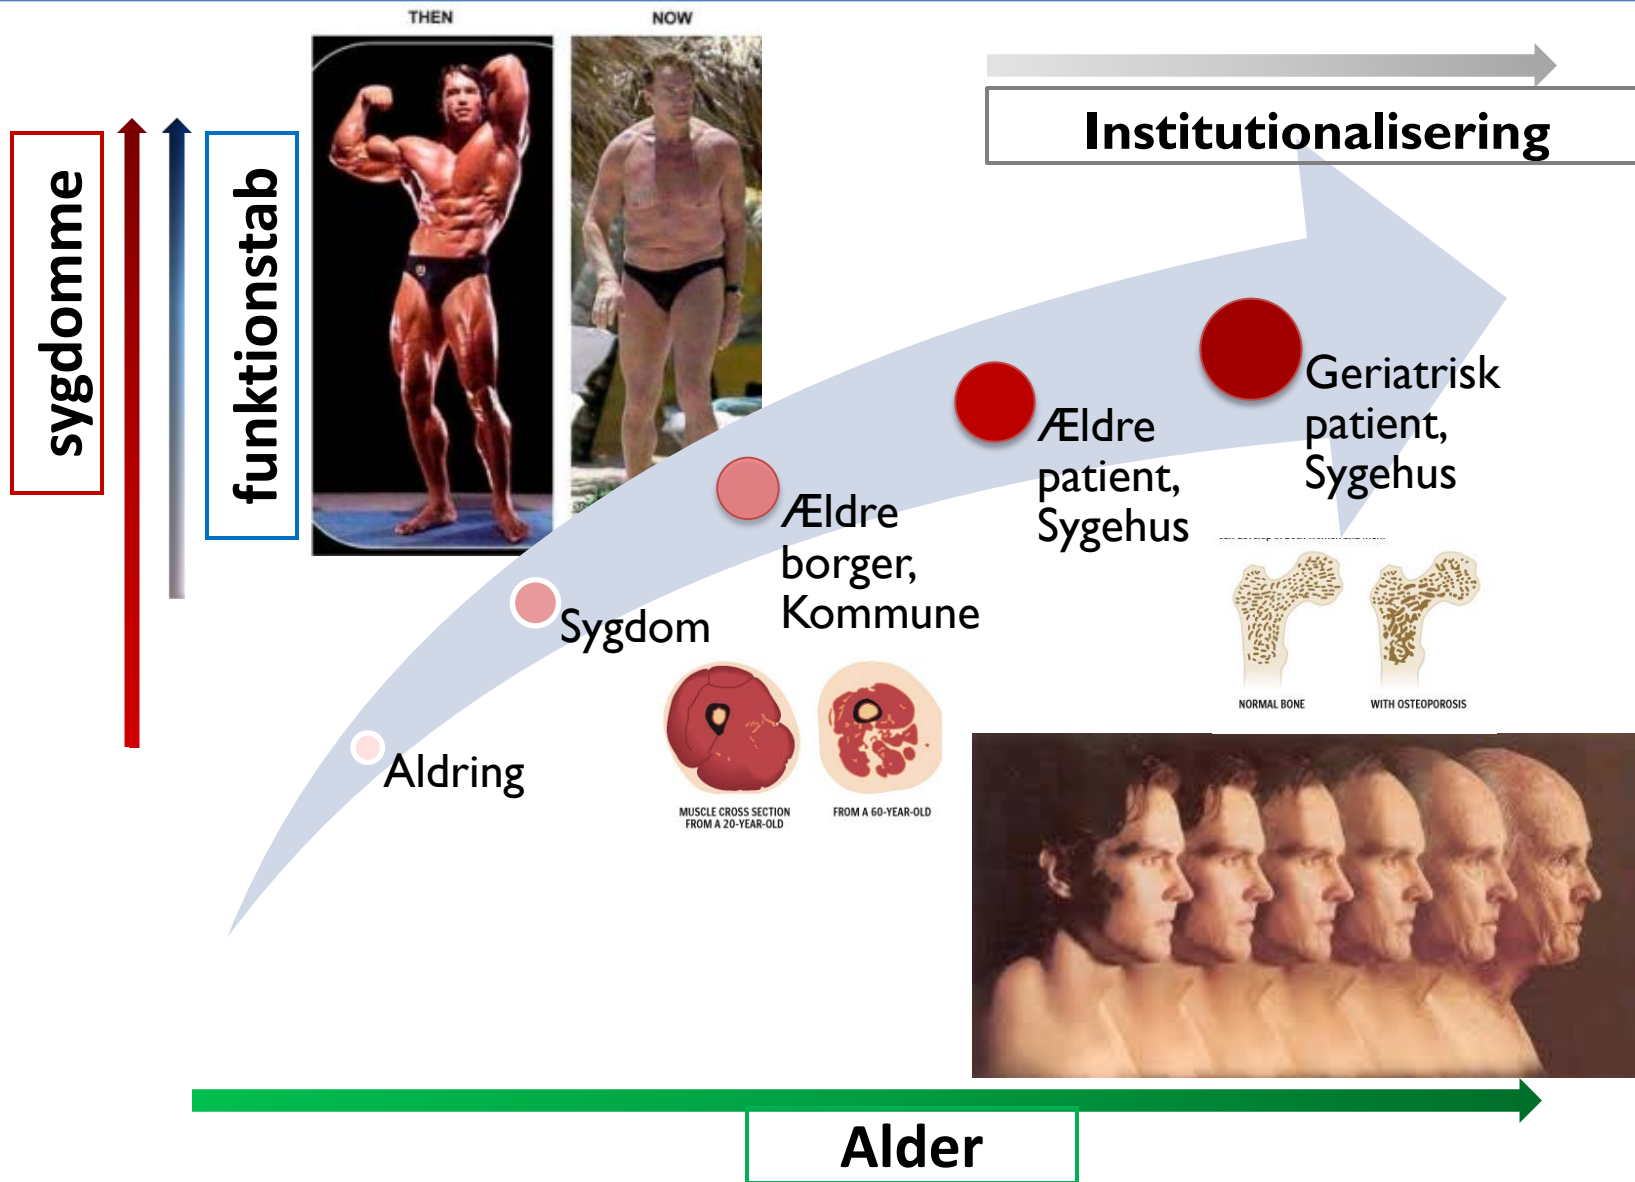 THEN
NOW
Institutionalisering
sygdomme
funktionstab
Geriatrisk
patient,
Sygehus
Ældre
patient,
Sygehus
Ældre
borger,
Kommune
Sygdom
Aldring
NORMAL BONE
WITH OSTEOPOROSIS
MUSCLE CROSS SECTION
FROM A 20-YEAR-OLD
FROM A 60-YEAR-OLD
Alder